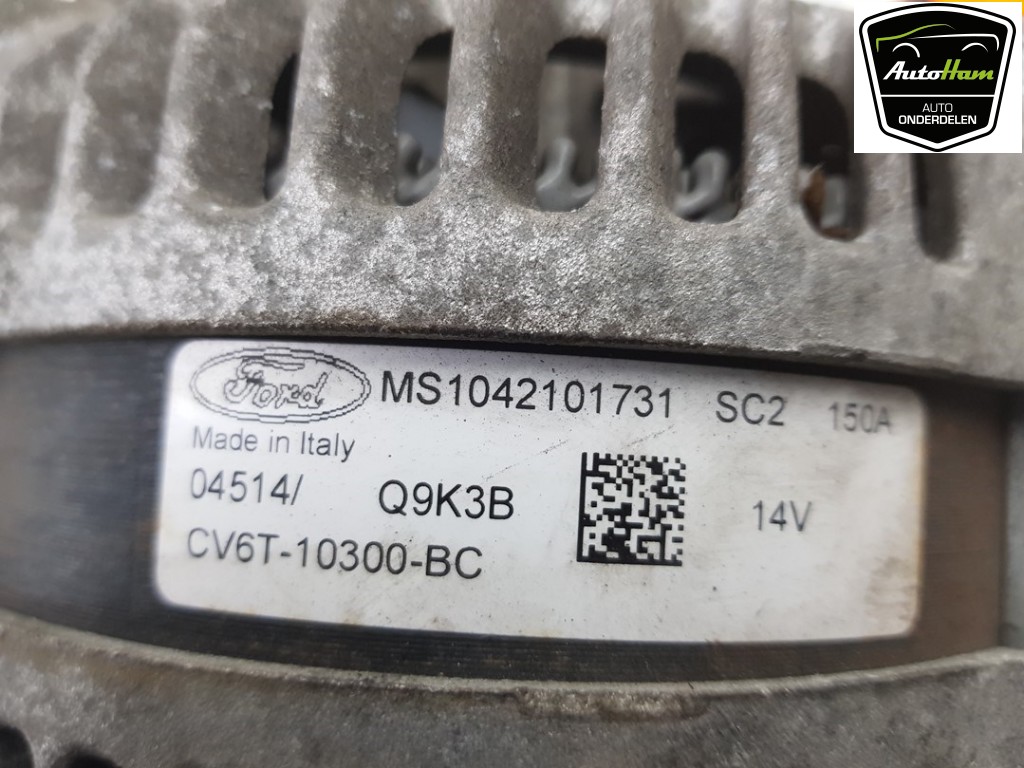 AutoHam
AUTO
ONDERDELEN
Ford MS1042101731 SC2 150A
Made in Italy
04514/ Q9K3B 14V
CV6T-10300-BC